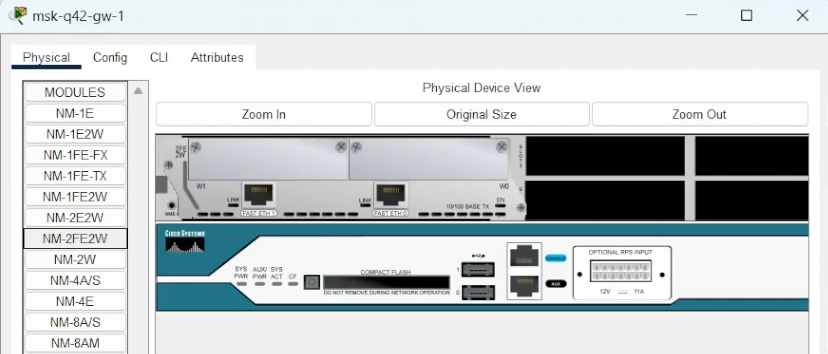 msk-q42-gw-1
Physical Config CLI Attributes
MODULES
NM-1E
NM-1E2W
NM-1FE-FX
NM-1FE-TX
NM-1FE2W
NM-2E2W
NM-2FE2W
NM-2W
NM-4A/S
NM-4E
NM-8A/S
NM-8AM
Physical Device View
Zoom In Original Size Zoom Out
2FE
2W
W1
W0
LINK
LINK
EN
FAST ETH 1
FAST ETH 0
10/100 BASE TX
CISCO SYSTEMS
SYS PWR
AUX/ PWR
SYS ACT
CF
COMPACT FLASH
DO NOT REMOVE DURING NETWORK OPERATION
1
0
CONSOLE
AUX
OPTIONAL RPS INPUT
12V 11A